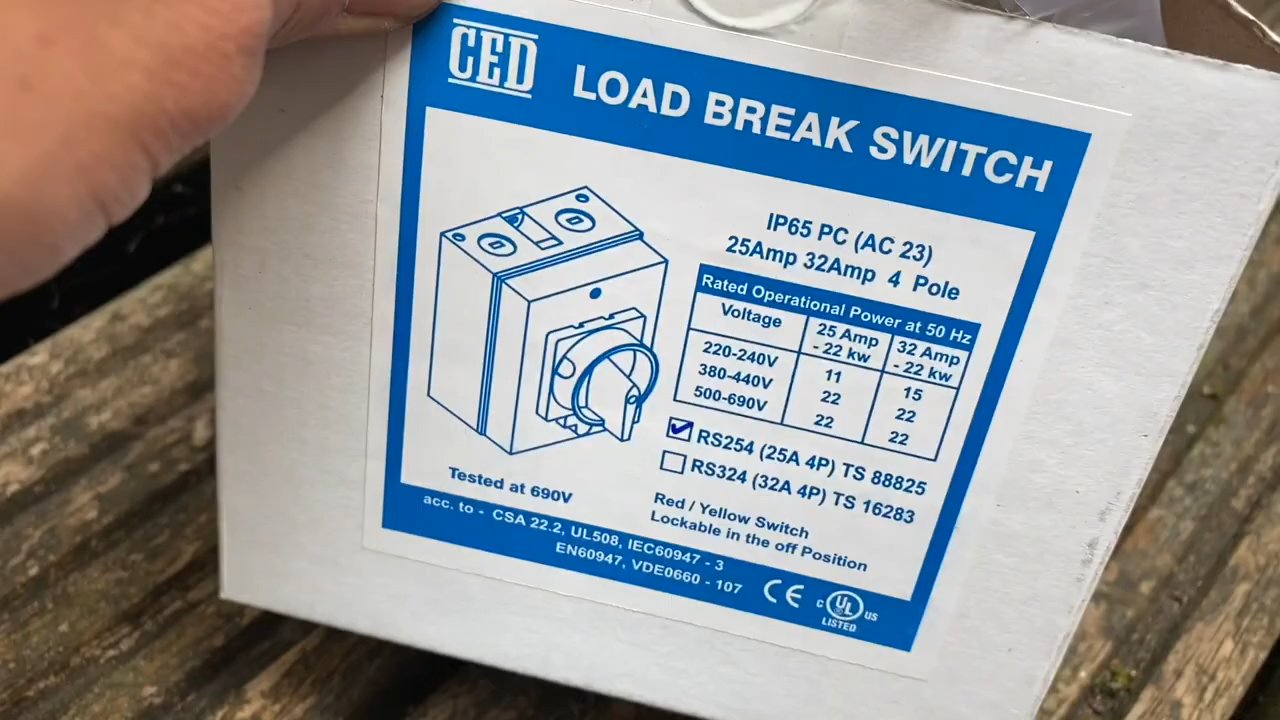 CED
LOAD BREAK SWITCH
IP65 PC (AC 23)
25Amp 32Amp 4 Pole
Rated Operational Power at 50 Hz
Voltage 25 Amp - 22 kw 32 Amp - 22 kw
220-240V 11 15
380-440V 22 22
500-690V 22 22
RS254 (25A 4P) TS 88825
RS324 (32A 4P) TS 16283
Red / Yellow Switch
Lockable in the off Position
Tested at 690V
acc. to - CSA 22.2, UL508, IEC60947 - 3
EN60947, VDE0660 - 107
CE
C UL US
LISTED